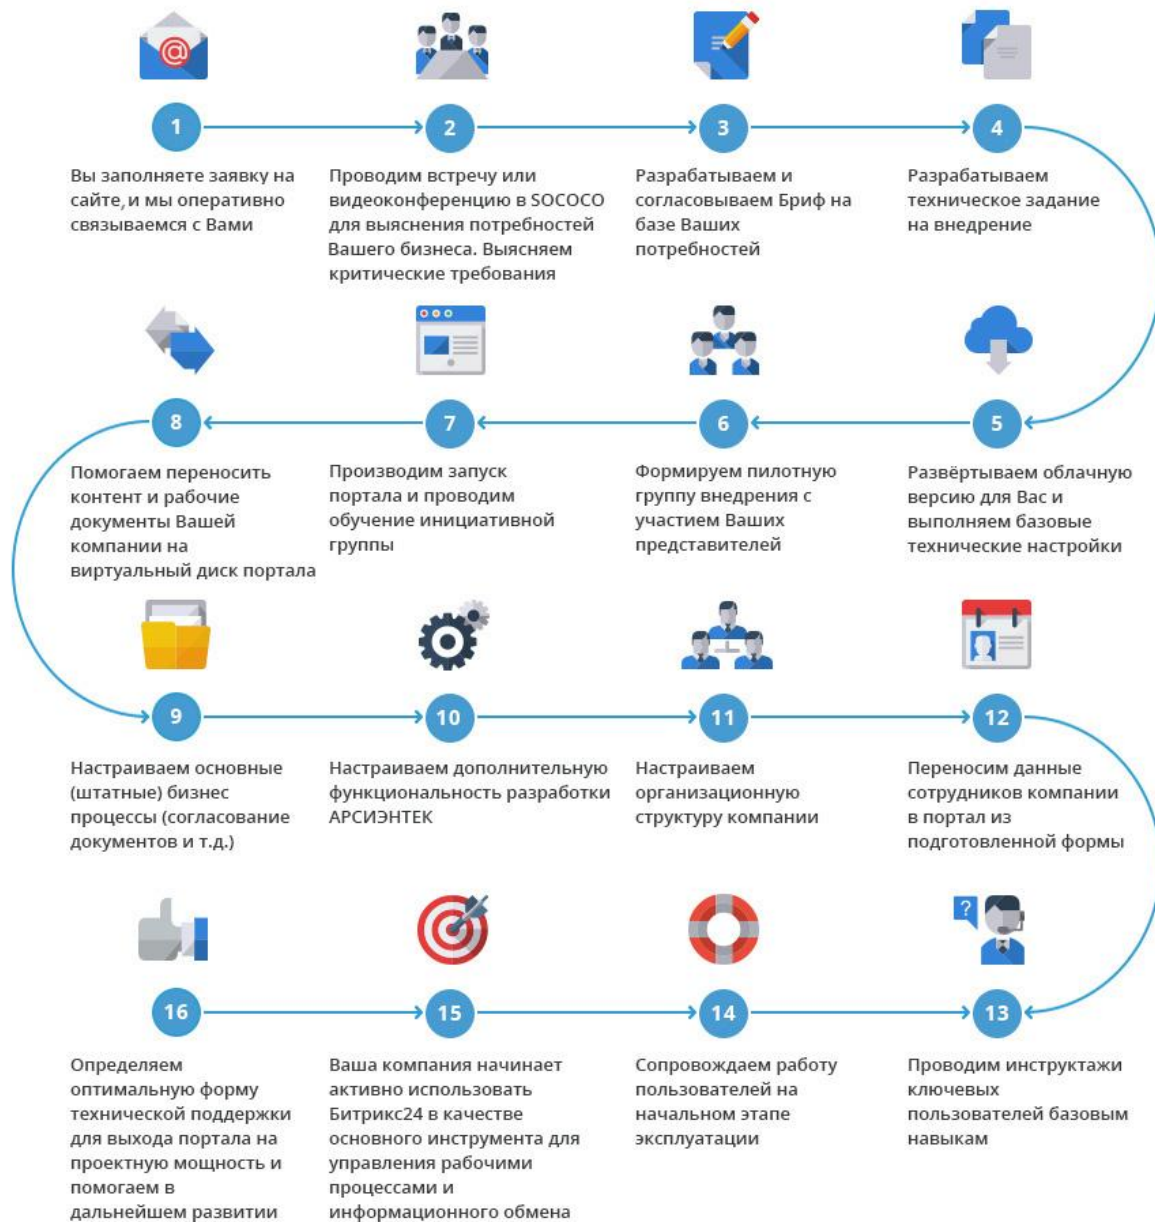 1
Вы заполняете заявку на
сайте, и мы оперативно
связываемся с Вами
2
Проводим встречу или
видеоконференцию в SOCOCO
для выяснения потребностей
Вашего бизнеса. Выясняем
критические требования
3
Разрабатываем и
согласовываем Бриф на
базе Ваших
потребностей
4
Разрабатываем
техническое задание
на внедрение
5
Развёртываем облачную
версию для Вас и
выполняем базовые
технические настройки
6
Формируем пилотную
группу внедрения с
участием Ваших
представителей
7
Производим запуск
портала и проводим
обучение инициативной
группы
8
Помогаем переносить
контент и рабочие
документы Вашей
компании на
виртуальный диск портала
9
Настраиваем основные
(штатные) бизнес
процессы (согласование
документов и т.д.)
10
Настраиваем дополнительную
функциональность разработки
АРСИЭНТЕК
11
Настраиваем
организационную
структуру компании
12
Переносим данные
сотрудников компании
в портал из
подготовленной формы
?
13
Проводим инструктажи
ключевых
пользователей базовым
навыкам
14
Сопровождаем работу
пользователей на
начальном этапе
эксплуатации
15
Ваша компания начинает
активно использовать
Битрикс24 в качестве
основного инструмента для
управления рабочими
процессами и
информационного обмена
16
Определяем
оптимальную форму
технической поддержки
для выхода портала на
проектную мощность и
помогаем в
дальнейшем развитии